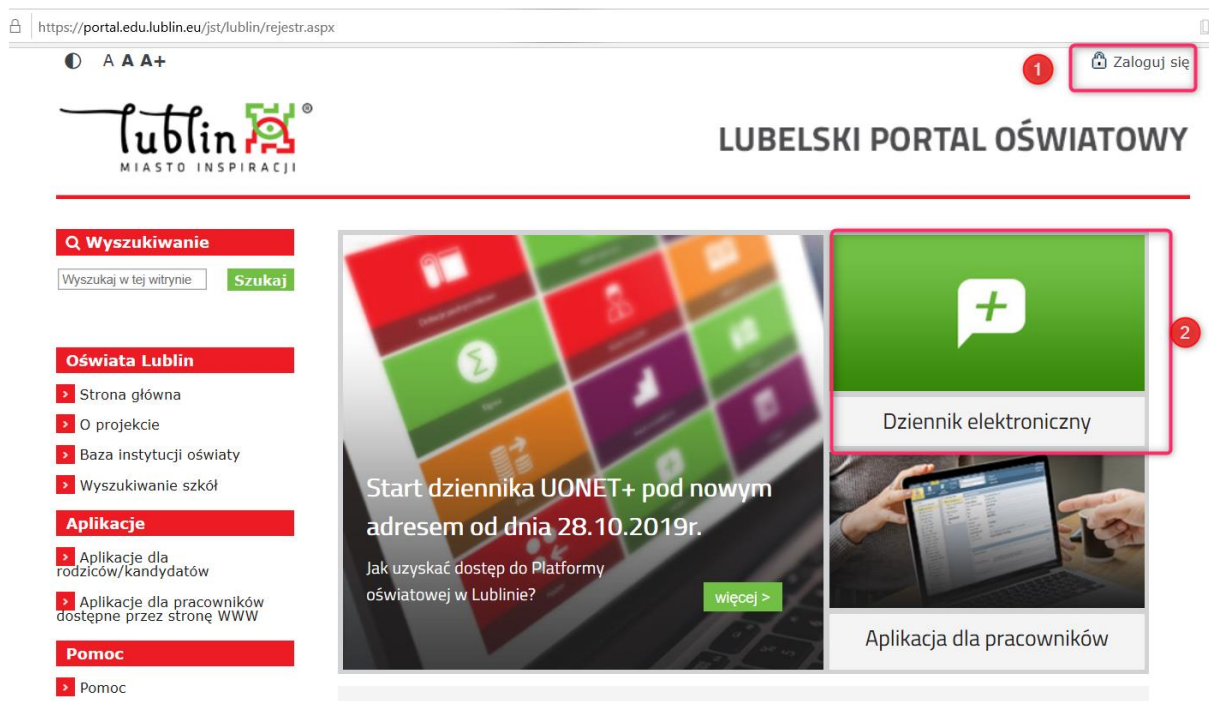 https://portal.edu.lublin.eu/jst/lublin/rejestr.aspx
A A A+
1
Zaloguj się
lublin ®
MIASTO INSPIRACJI
LUBELSKI PORTAL OŚWIATOWY
Wyszukiwanie
Wyszukaj w tej witrynie
Szukaj
Oświata Lublin
Strona główna
O projekcie
Baza instytucji oświaty
Wyszukiwanie szkół
Aplikacje
Aplikacje dla
rodziców/kandydatów
Aplikacje dla pracowników
dostępne przez stronę WWW
Pomoc
Pomoc
Start dziennika UONET+ pod nowym
adresem od dnia 28.10.2019r.
Jak uzyskać dostęp do Platformy
oświatowej w Lublinie?
więcej >
2
Dziennik elektroniczny
Aplikacja dla pracowników